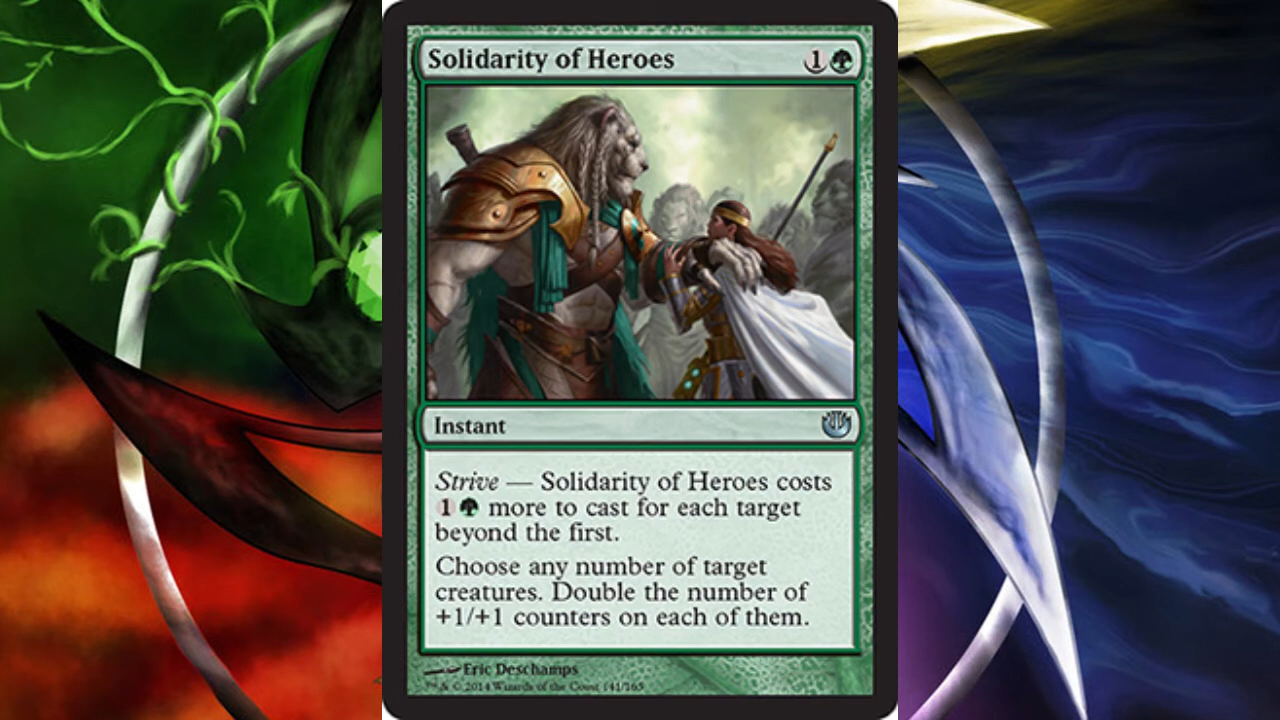 Solidarity of Heroes 1
Instant
Strive — Solidarity of Heroes costs
1 more to cast for each target
beyond the first.
Choose any number of target
creatures. Double the number of
+1/+1 counters on each of them.
Eric Deschamps
™ & © 2014 Wizards of the Coast 141/165